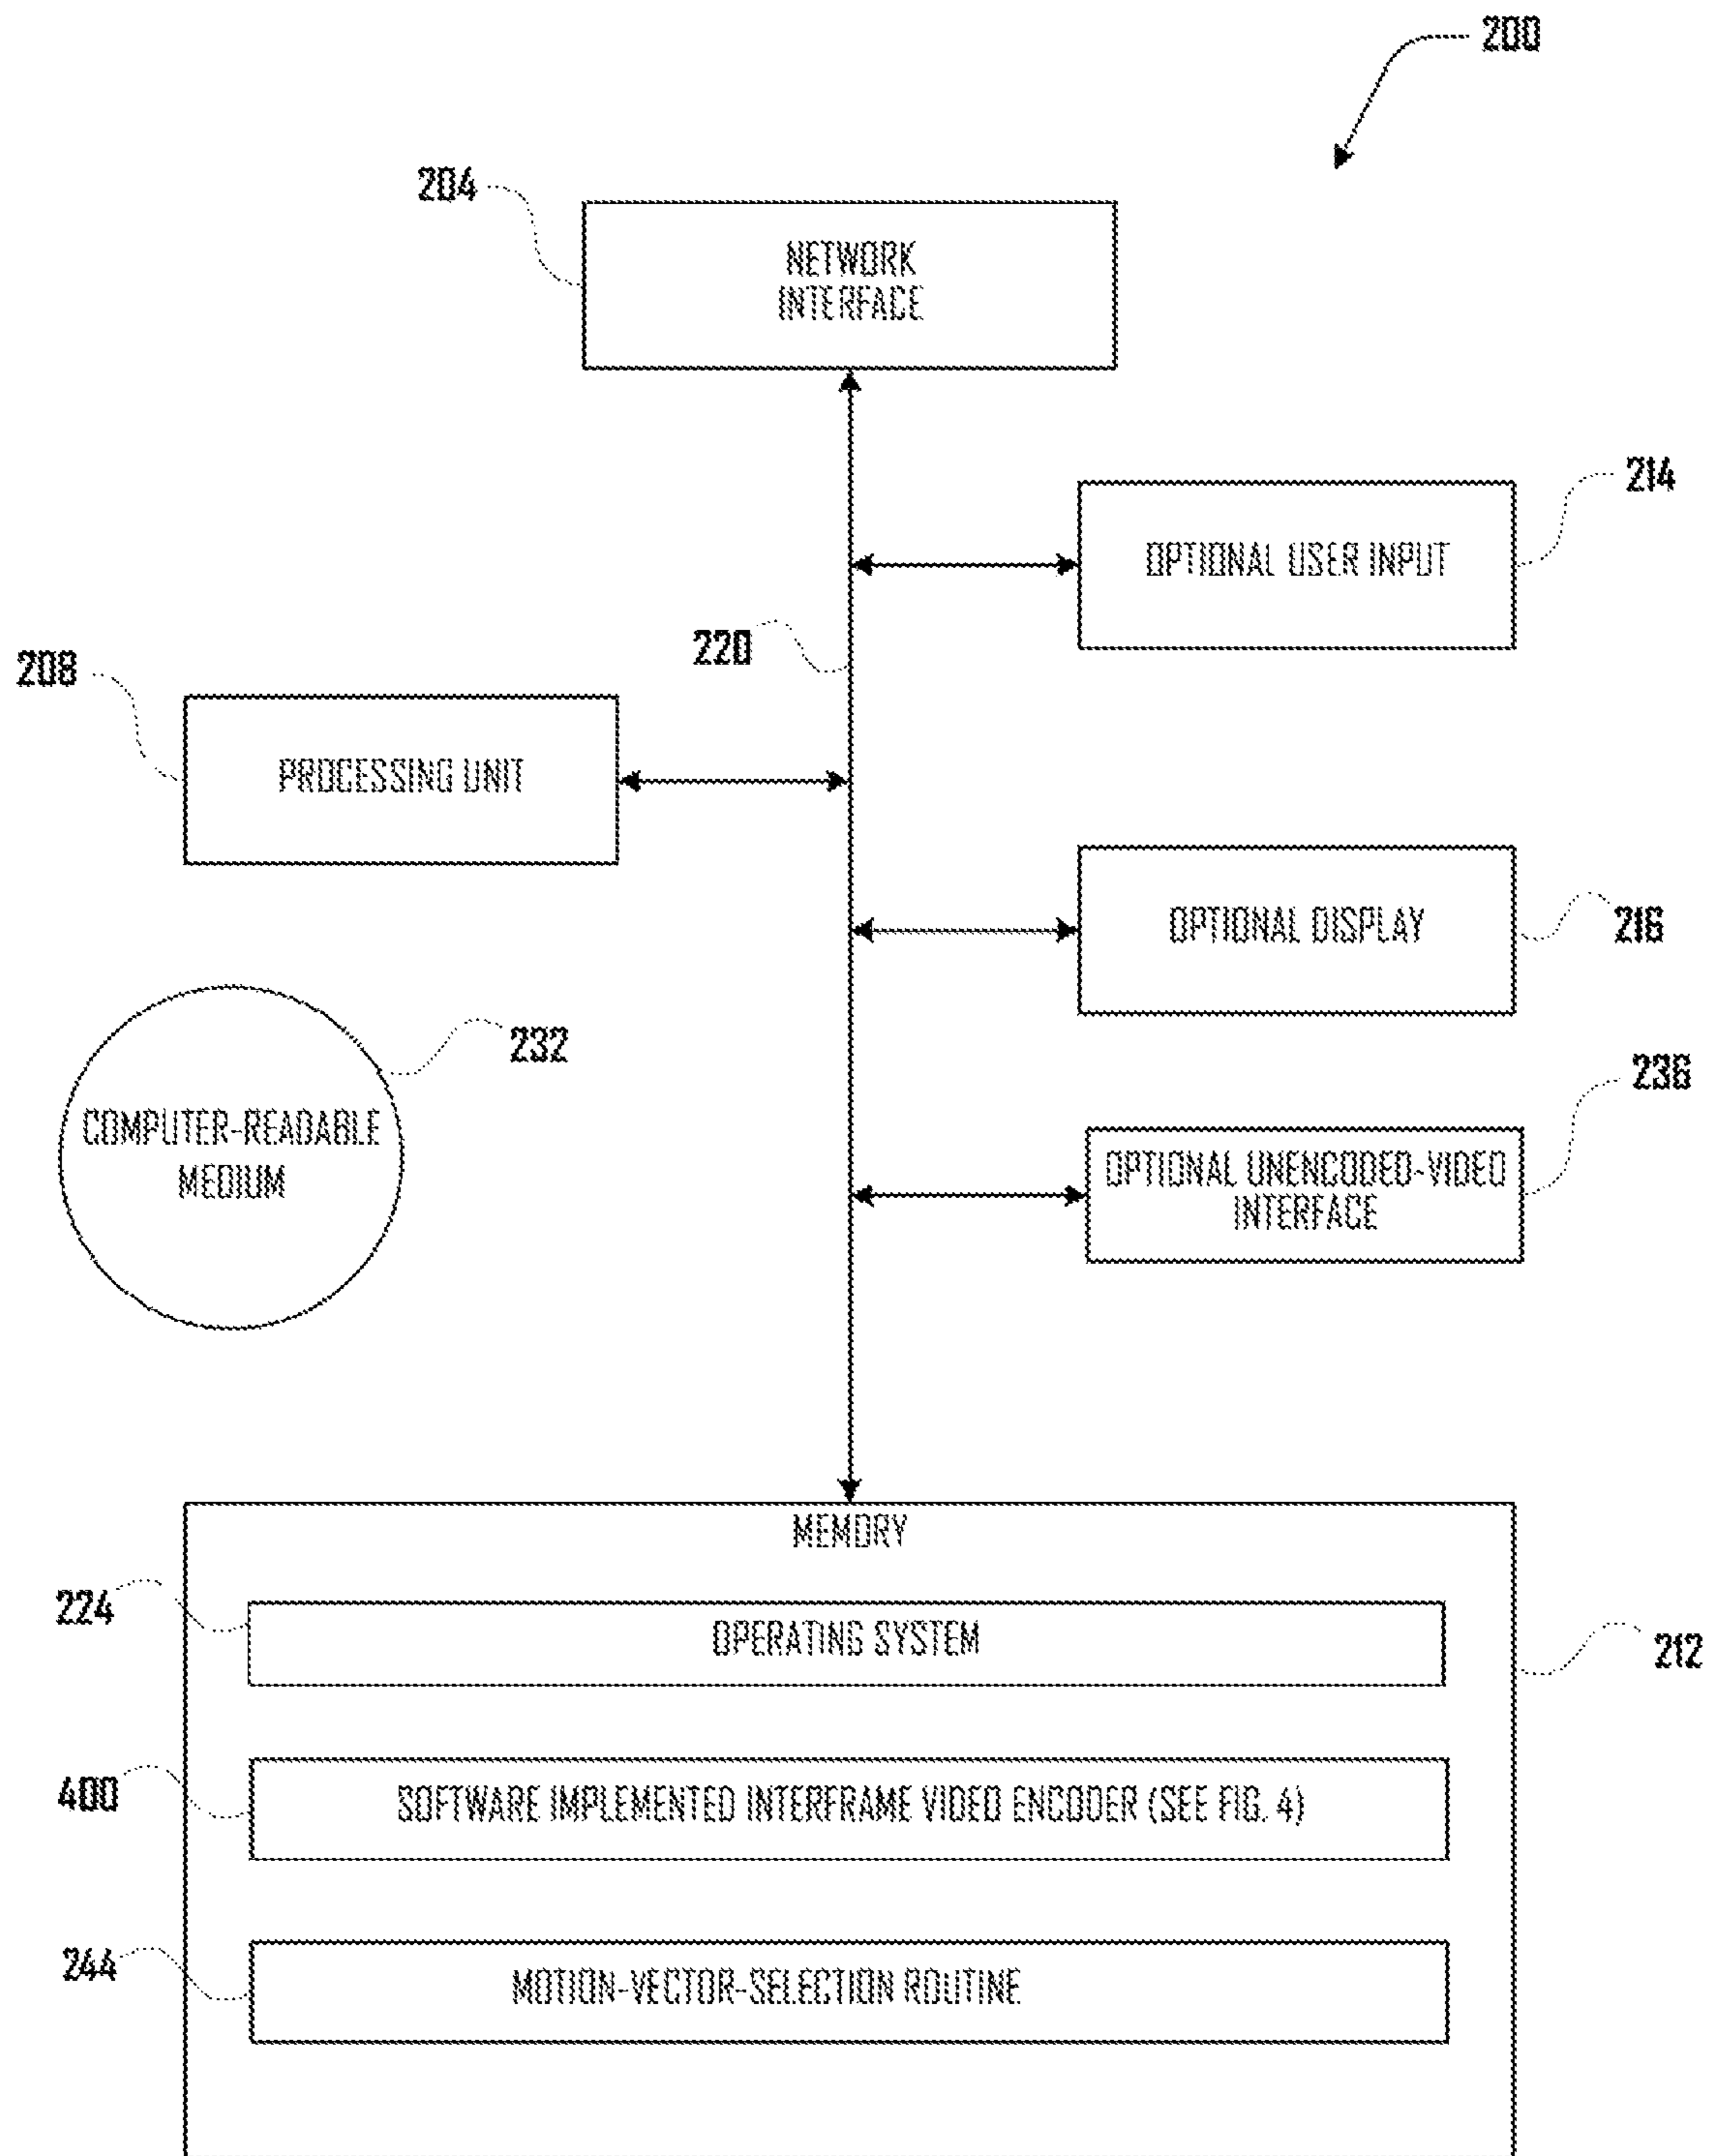 200
204
NETWORK
INTERFACE
214
OPTIONAL USER INPUT
220
208
PROCESSING UNIT
OPTIONAL DISPLAY
216
232
COMPUTER-READABLE
MEDIUM
236
OPTIONAL UNENCODED-VIDEO
INTERFACE
MEMORY
224
OPERATING SYSTEM
212
400
SOFTWARE IMPLEMENTED INTERFRAME VIDEO ENCODER (SEE FIG. 4)
244
MOTION-VECTOR-SELECTION ROUTINE